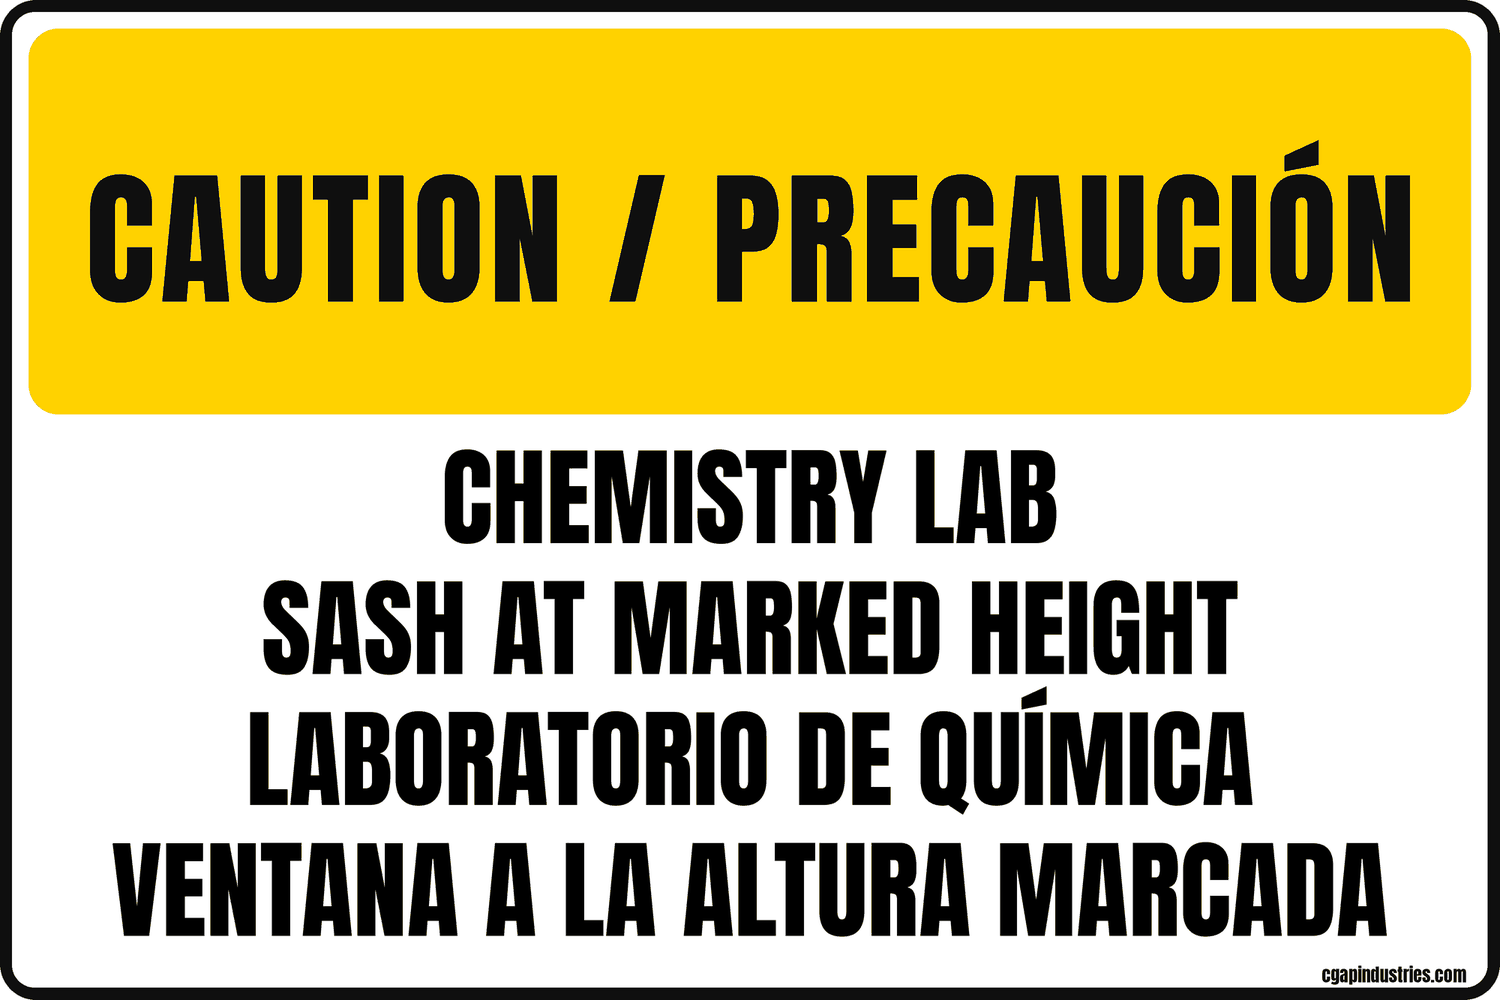 CAUTION / PRECAUCIÓN
CHEMISTRY LAB
SASH AT MARKED HEIGHT
LABORATORIO DE QUÍMICA
VENTANA A LA ALTURA MARCADA
cgapindustries.com